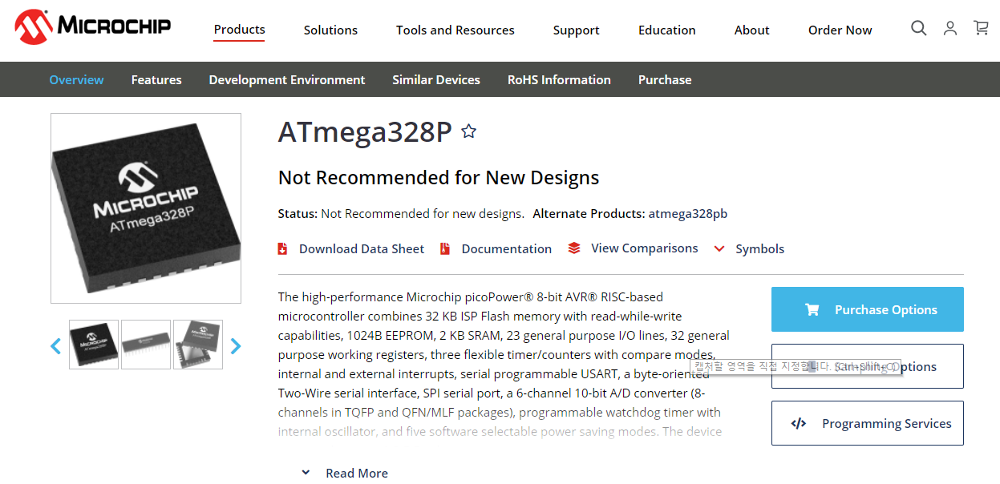 MICROCHIP
Products Solutions Tools and Resources Support Education About Order Now
Overview Features Development Environment Similar Devices RoHS Information Purchase
MICROCHIP
ATmega328P
ATmega328P
Not Recommended for New Designs
Status: Not Recommended for new designs. Alternate Products: atmega328pb
Download Data Sheet Documentation View Comparisons Symbols
The high-performance Microchip picoPower® 8-bit AVR® RISC-based
microcontroller combines 32 KB ISP Flash memory with read-while-write
capabilities, 1024B EEPROM, 2 KB SRAM, 23 general purpose I/O lines, 32 general
purpose working registers, three flexible timer/counters with compare modes,
internal and external interrupts, serial programmable USART, a byte-oriented
Two-Wire serial interface, SPI serial port, a 6-channel 10-bit A/D converter (8-
channels in TQFP and QFN/MLF packages), programmable watchdog timer with
internal oscillator, and five software selectable power saving modes. The device
Read More
Purchase Options
캡처할 영역을 직접 지정합니다. (Ctrl+Shift+C)
Options
Programming Services